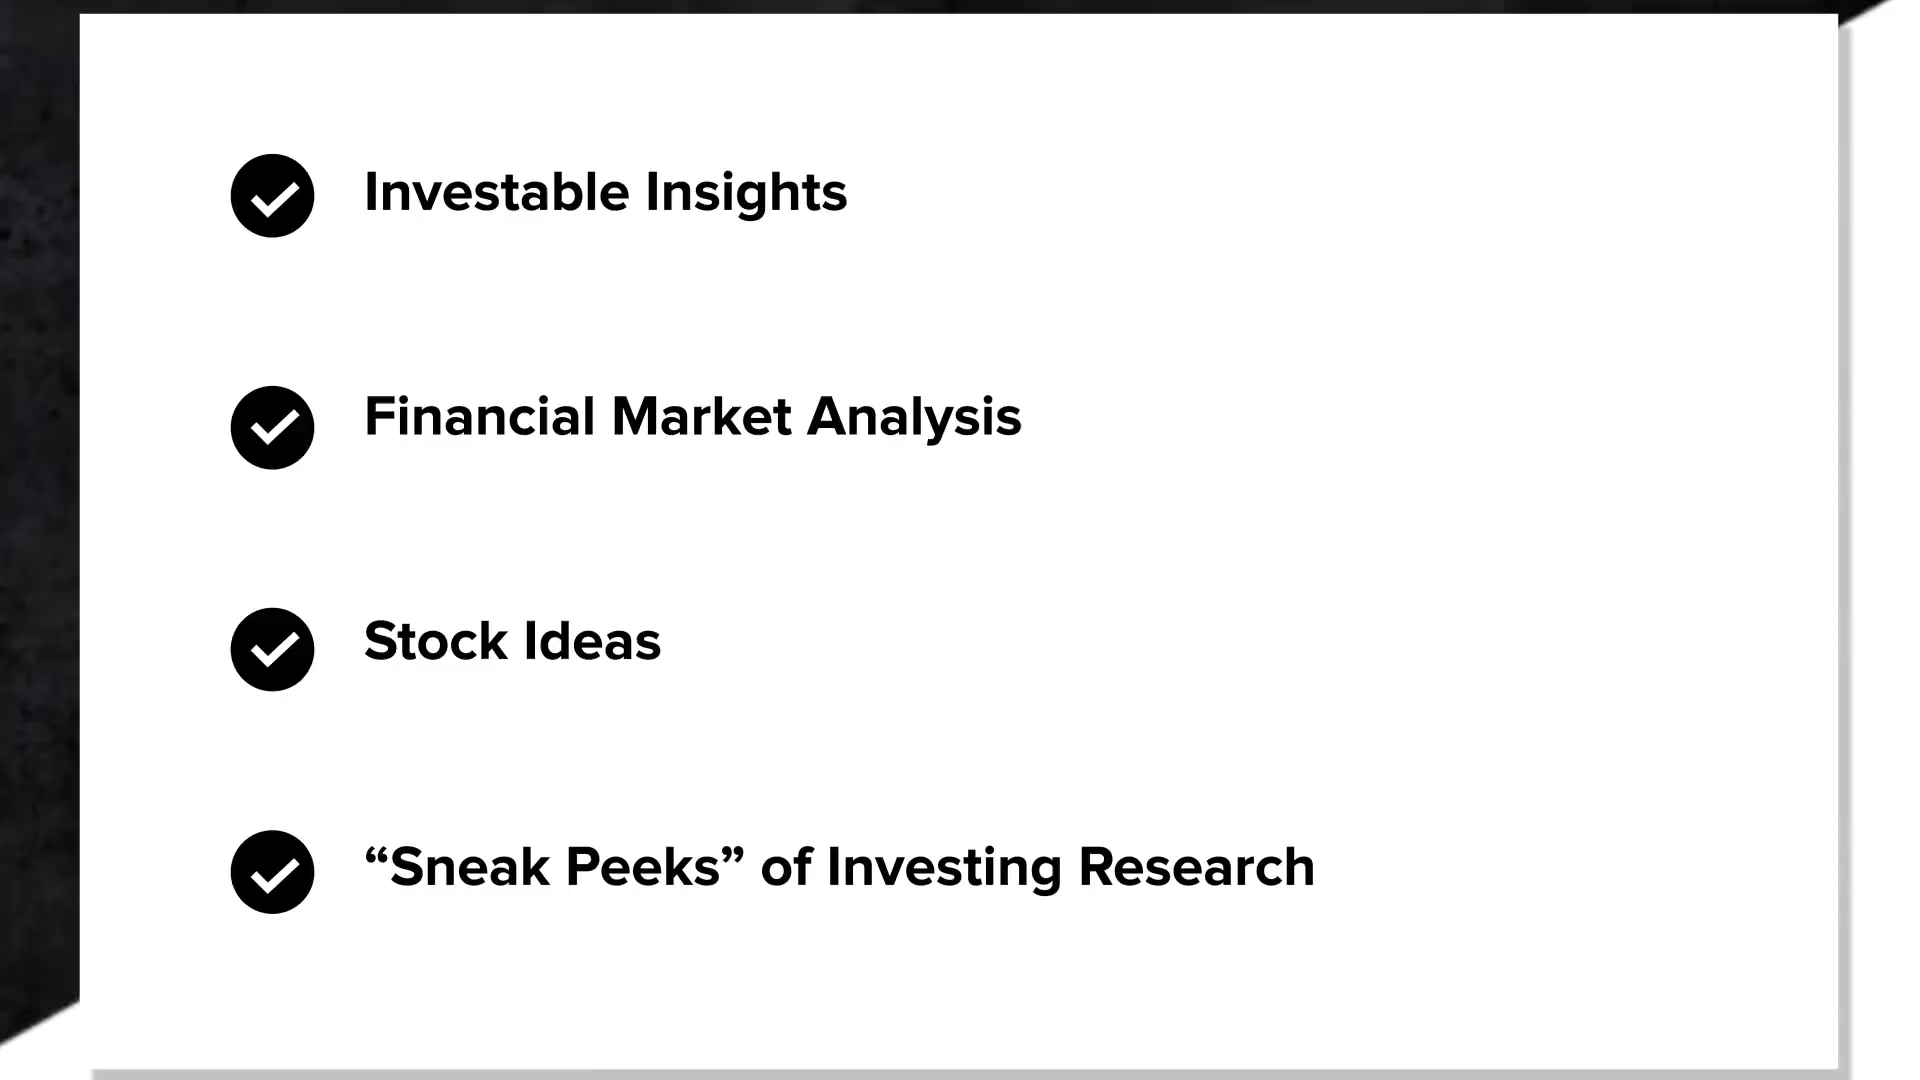 Investable Insights
Financial Market Analysis
Stock Ideas
“Sneak Peeks” of Investing Research